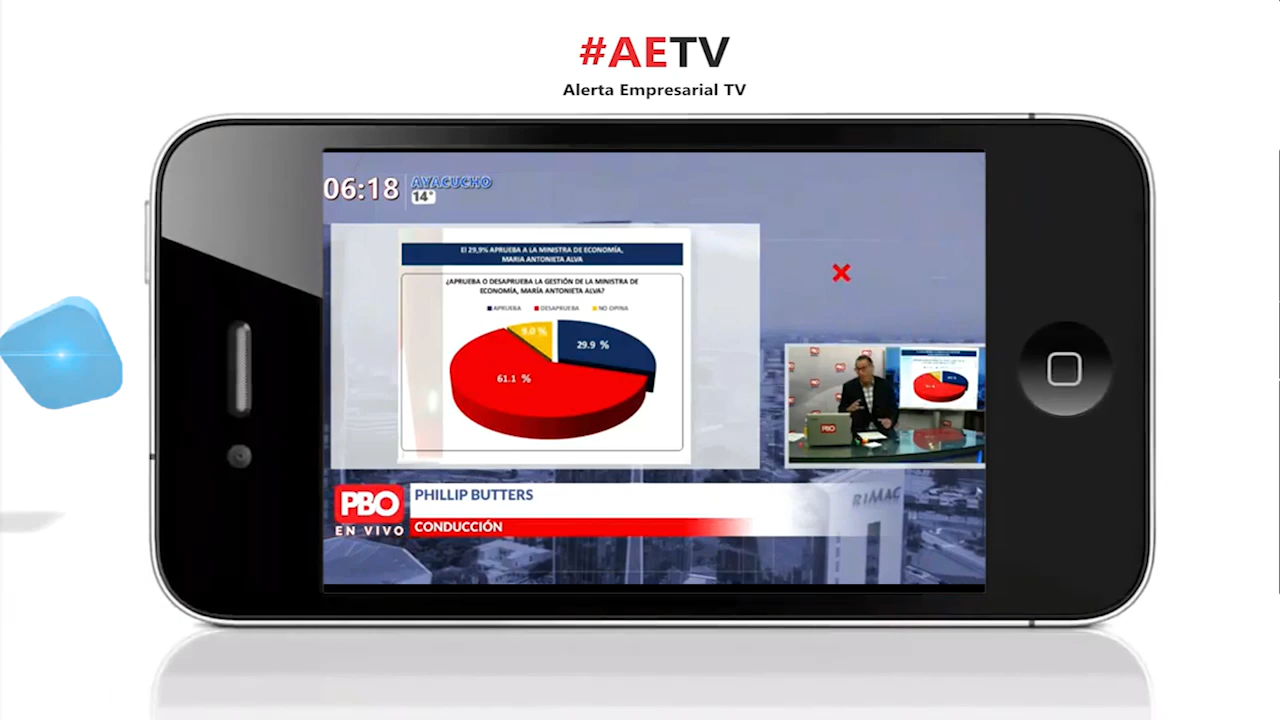 #AETV
Alerta Empresarial TV
06:18
AYACUCHO
14°
El 29,9% APRUEBA A LA MINISTRA DE ECONOMÍA,
MARIA ANTONIETA ALVA
¿APRUEBA O DESAPRUEBA LA GESTIÓN DE LA MINISTRA DE
ECONOMÍA, MARÍA ANTONIETA ALVA?
APRUEBA DESAPRUEBA NO OPINA
9.0 %
29.9 %
61.1 %
PBO
PBO
EN VIVO
PHILLIP BUTTERS
CONDUCCIÓN
RIMAC